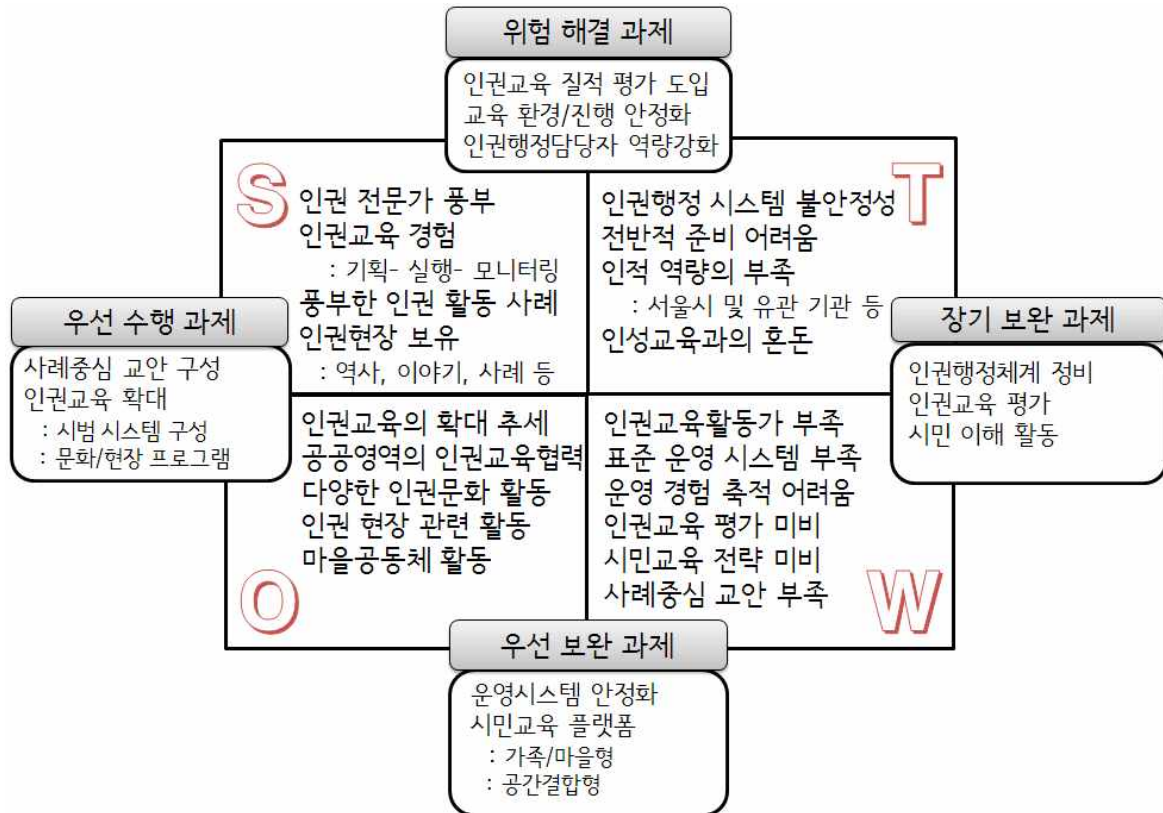 위험 해결 과제
인권교육 질적 평가 도입
교육 환경/진행 안정화
인권행정담당자 역량강화
S
인권 전문가 풍부
인권교육 경험
: 기획- 실행- 모니터링
풍부한 인권 활동 사례
인권현장 보유
: 역사, 이야기, 사례 등
T
인권행정 시스템 불안정성
전반적 준비 어려움
인적 역량의 부족
: 서울시 및 유관 기관 등
인성교육과의 혼돈
우선 수행 과제
사례중심 교안 구성
인권교육 확대
: 시범 시스템 구성
: 문화/현장 프로그램
장기 보완 과제
인권행정체계 정비
인권교육 평가
시민 이해 활동
인권교육의 확대 추세
공공영역의 인권교육협력
다양한 인권문화 활동
인권 현장 관련 활동
마을공동체 활동
O
인권교육활동가 부족
표준 운영 시스템 부족
운영 경험 축적 어려움
인권교육 평가 미비
시민교육 전략 미비
사례중심 교안 부족
W
우선 보완 과제
운영시스템 안정화
시민교육 플랫폼
: 가족/마을형
: 공간결합형